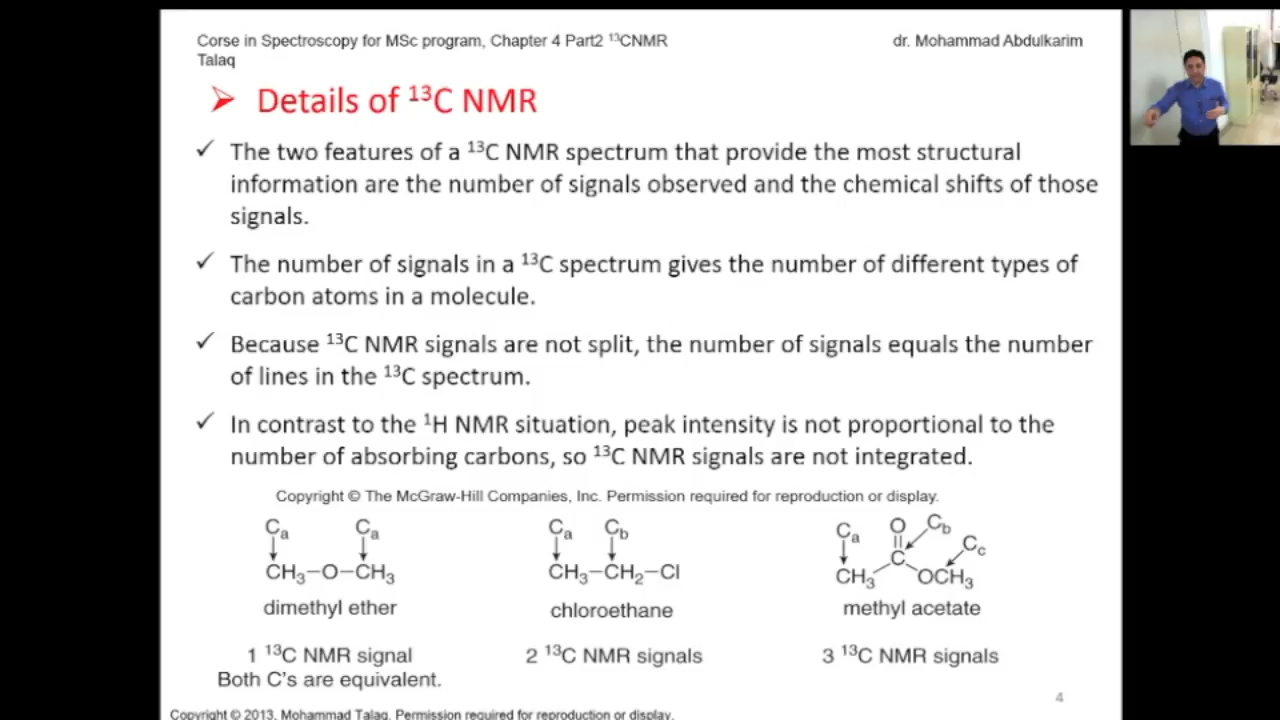 Corse in Spectroscopy for MSc program, Chapter 4 Part2 ¹³CNMR dr. Mohammad Abdulkarim
Talaq
➢ Details of ¹³C NMR
✓ The two features of a ¹³C NMR spectrum that provide the most structural
information are the number of signals observed and the chemical shifts of those
signals.
✓ The number of signals in a ¹³C spectrum gives the number of different types of
carbon atoms in a molecule.
✓ Because ¹³C NMR signals are not split, the number of signals equals the number
of lines in the ¹³C spectrum.
✓ In contrast to the ¹H NMR situation, peak intensity is not proportional to the
number of absorbing carbons, so ¹³C NMR signals are not integrated.
Copyright © The McGraw-Hill Companies, Inc. Permission required for reproduction or display.
Cₐ Cₐ
CH₃–O–CH₃
dimethyl ether
1 ¹³C NMR signal
Both C's are equivalent.
Cₐ C_b
CH₃–CH₂–Cl
chloroethane
2 ¹³C NMR signals
Cₐ O C_b
C C_c
CH₃ OCH₃
methyl acetate
3 ¹³C NMR signals
4
Copyright © 2013, Mohammad Talaq. Permission required for reproduction or display.